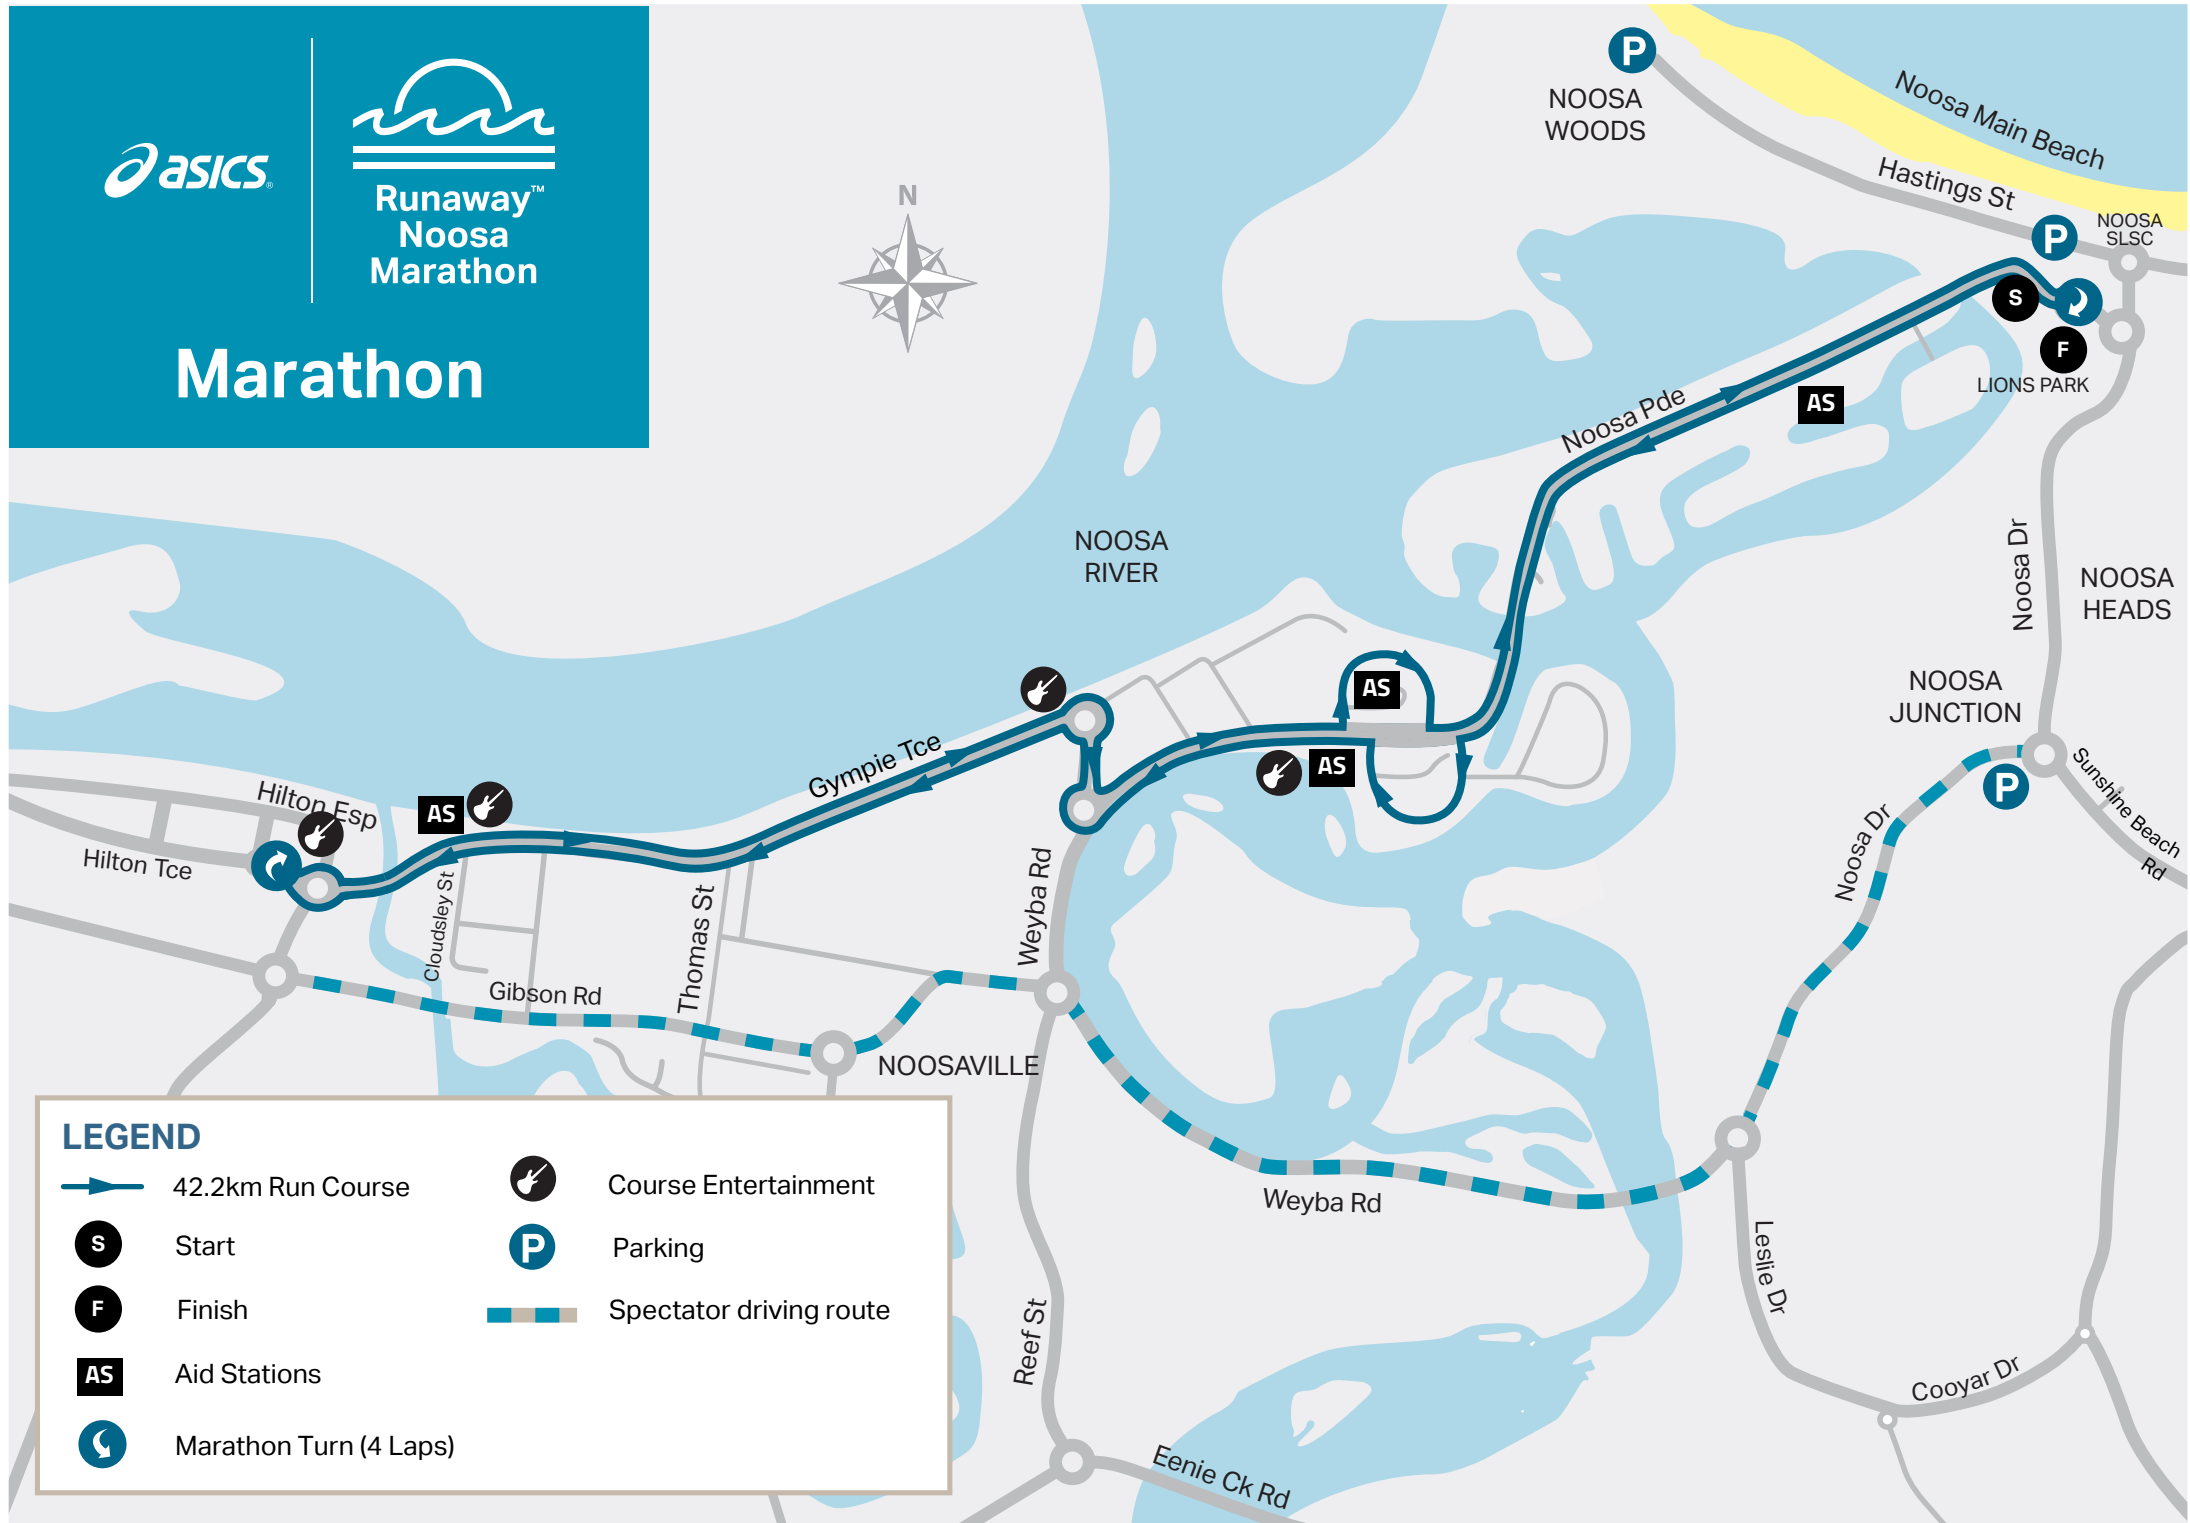 asics
Runaway™
Noosa
Marathon
Marathon
N
P
NOOSA
WOODS
Noosa Main Beach
Hastings St
P
NOOSA
SLSC
S
F
LIONS PARK
AS
Noosa Pde
NOOSA
RIVER
Noosa Dr
NOOSA
HEADS
NOOSA
JUNCTION
P
Sunshine Beach
Rd
Noosa Dr
AS
AS
Gympie Tce
Hilton Esp
AS
Hilton Tce
Cloudsley St
Thomas St
Weyba Rd
Gibson Rd
NOOSAVILLE
Weyba Rd
Leslie Dr
Reef St
Cooyar Dr
Eenie Ck Rd
LEGEND
42.2km Run Course
Course Entertainment
S Start
P Parking
F Finish
Spectator driving route
AS Aid Stations
Marathon Turn (4 Laps)